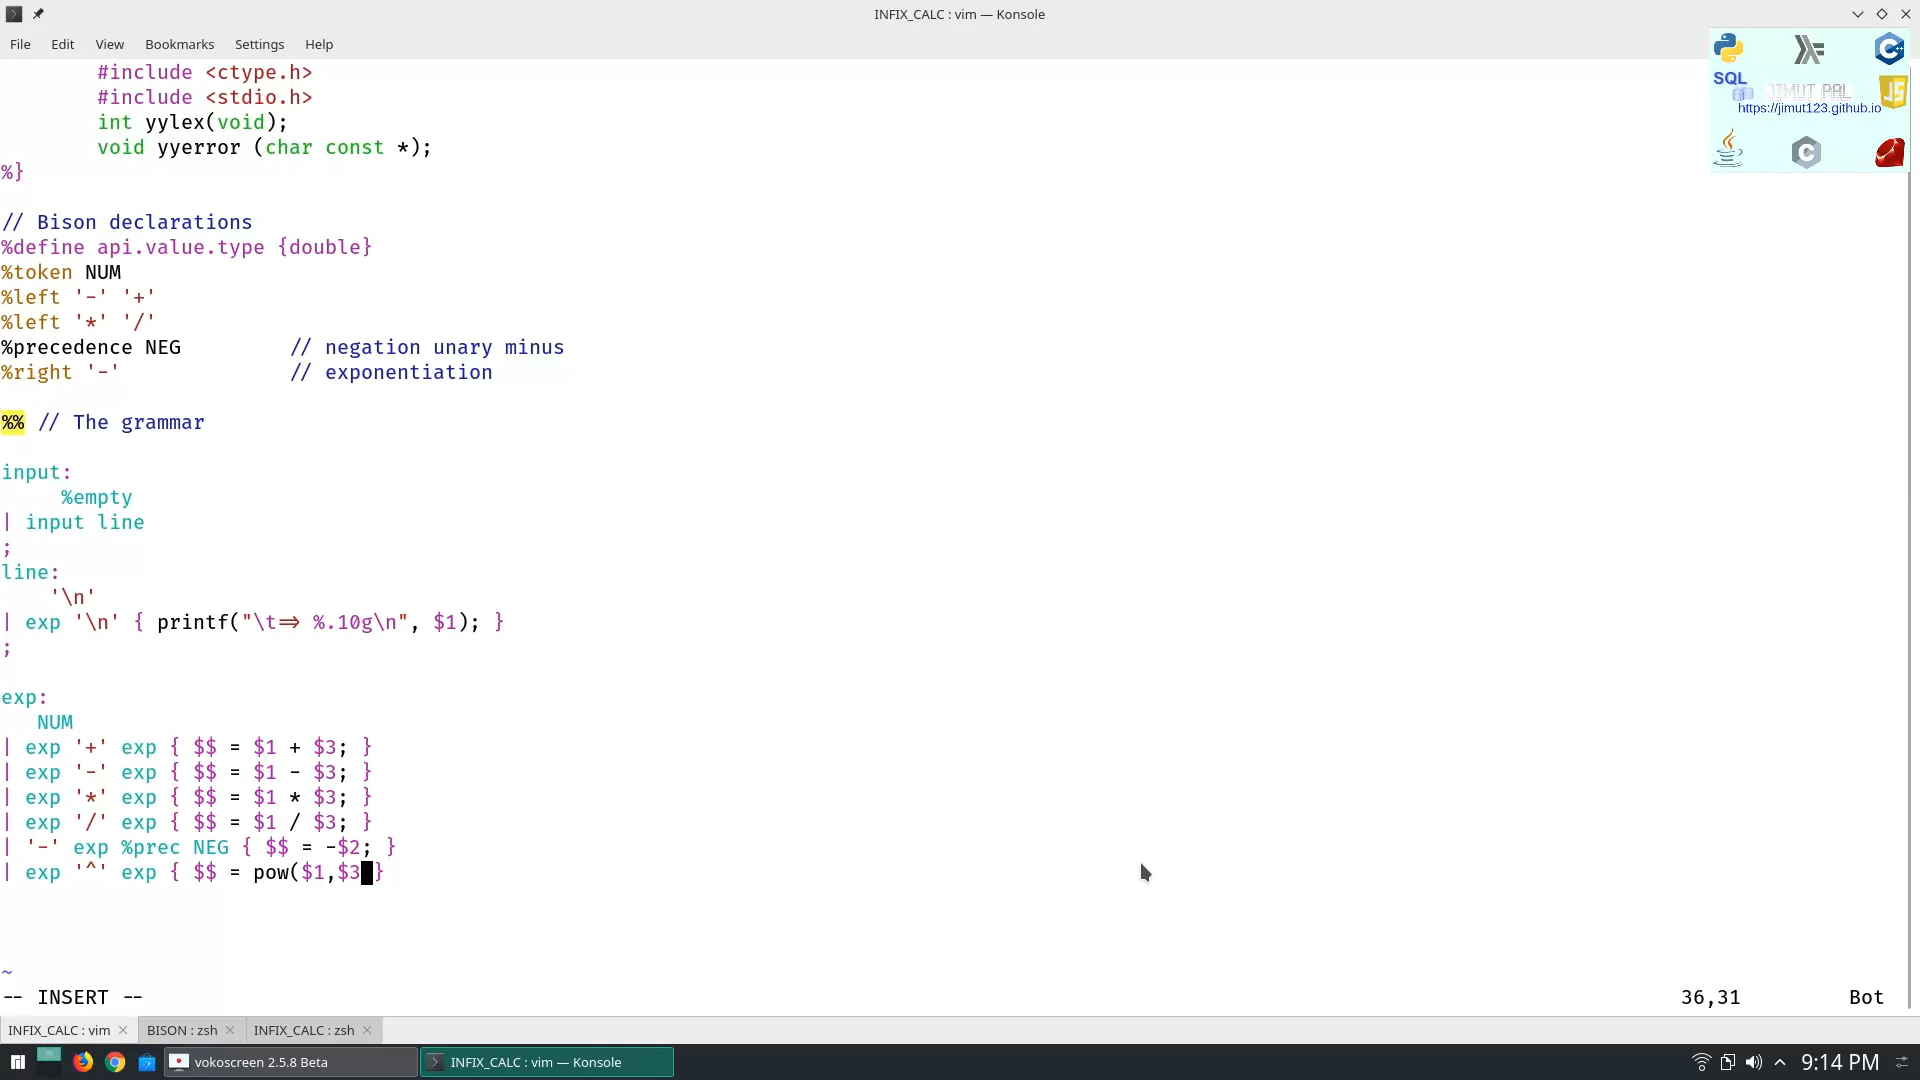 INFIX_CALC : vim — Konsole
File Edit View Bookmarks Settings Help
#include <ctype.h>
#include <stdio.h>
int yylex(void);
void yyerror (char const *);
%}
// Bison declarations
%define api.value.type {double}
%token NUM
%left '-' '+'
%left '*' '/'
%precedence NEG // negation unary minus
%right '-' // exponentiation
%% // The grammar
input:
%empty
| input line
;
line:
'\n'
| exp '\n' { printf("\t=> %.10g\n", $1); }
;
exp:
NUM
| exp '+' exp { $$ = $1 + $3; }
| exp '-' exp { $$ = $1 - $3; }
| exp '*' exp { $$ = $1 * $3; }
| exp '/' exp { $$ = $1 / $3; }
| '-' exp %prec NEG { $$ = -$2; }
| exp '^' exp { $$ = pow($1,$3 }
~
-- INSERT -- 36,31 Bot
SQL
JIMUT PAL
JS
https://jimut123.github.io
C
INFIX_CALC : vim BISON : zsh INFIX_CALC : zsh
vokoscreen 2.5.8 Beta INFIX_CALC : vim — Konsole 9:14 PM